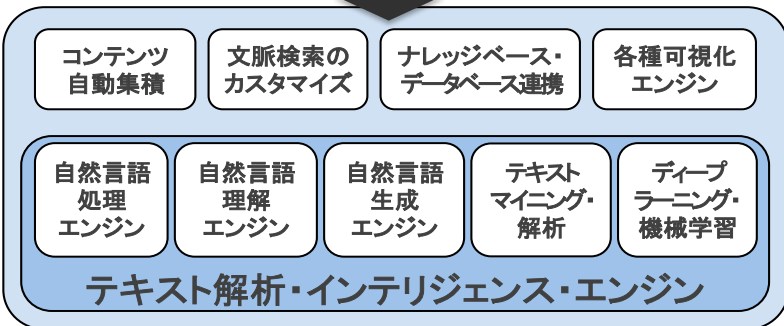 コンテンツ
自動集積
文脈検索の
カスタマイズ
ナレッジベース・
データベース連携
各種可視化
エンジン
自然言語
処理
エンジン
自然言語
理解
エンジン
自然言語
生成
エンジン
テキスト
マイニング・
解析
ディープ
ラーニング・
機械学習
テキスト解析・インテリジェンス・エンジン